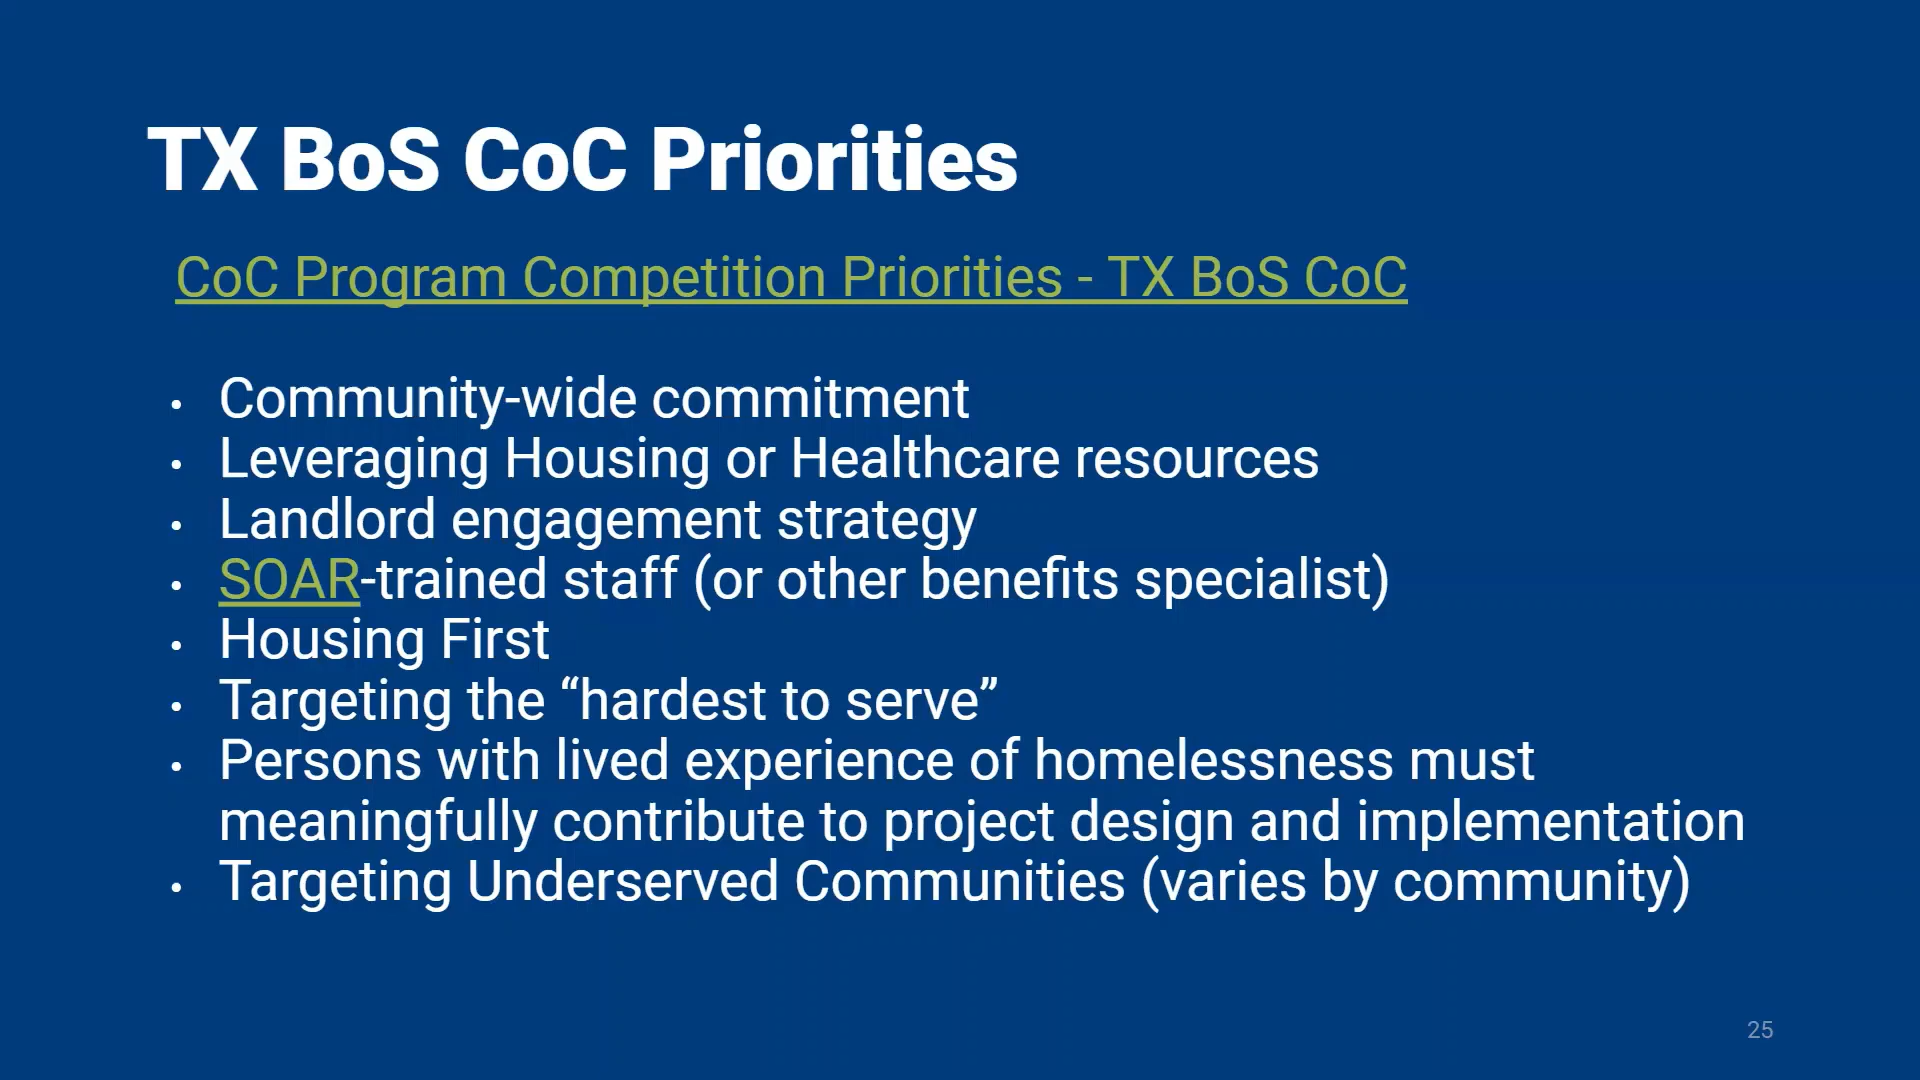 TX BoS CoC Priorities
CoC Program Competition Priorities - TX BoS CoC
• Community-wide commitment
• Leveraging Housing or Healthcare resources
• Landlord engagement strategy
• SOAR-trained staff (or other benefits specialist)
• Housing First
• Targeting the “hardest to serve”
• Persons with lived experience of homelessness must
meaningfully contribute to project design and implementation
• Targeting Underserved Communities (varies by community)
25